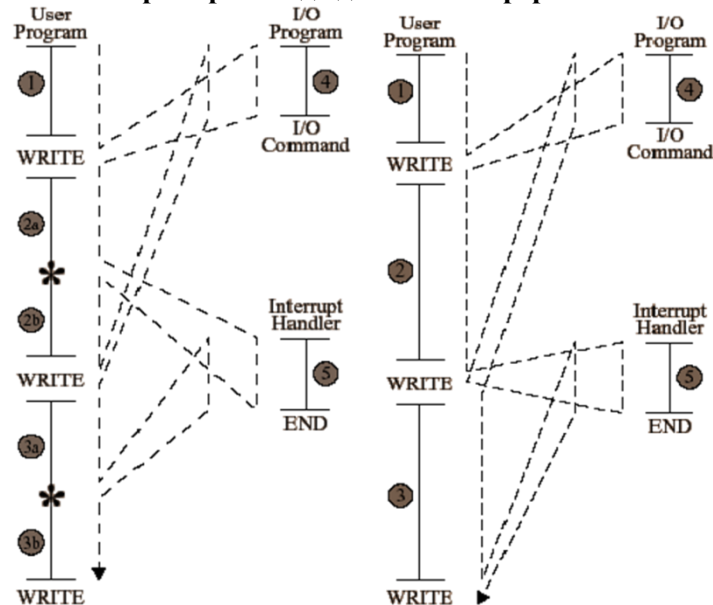 User
Program
I/O
Program
1
4
I/O
Command
WRITE
2a
*
2b
Interrupt
Handler
5
WRITE
END
3a
*
3b
WRITE
User
Program
I/O
Program
1
4
I/O
Command
WRITE
2
Interrupt
Handler
5
WRITE
END
3
WRITE